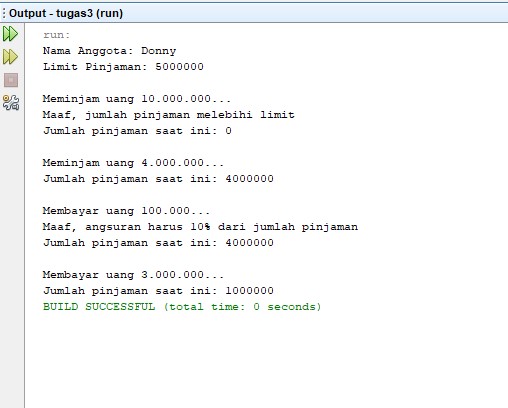 Output - tugas3 (run)
run:
Nama Anggota: Donny
Limit Pinjaman: 5000000
Meminjam uang 10.000.000...
Maaf, jumlah pinjaman melebihi limit
Jumlah pinjaman saat ini: 0
Meminjam uang 4.000.000...
Jumlah pinjaman saat ini: 4000000
Membayar uang 100.000...
Maaf, angsuran harus 10% dari jumlah pinjaman
Jumlah pinjaman saat ini: 4000000
Membayar uang 3.000.000...
Jumlah pinjaman saat ini: 1000000
BUILD SUCCESSFUL (total time: 0 seconds)